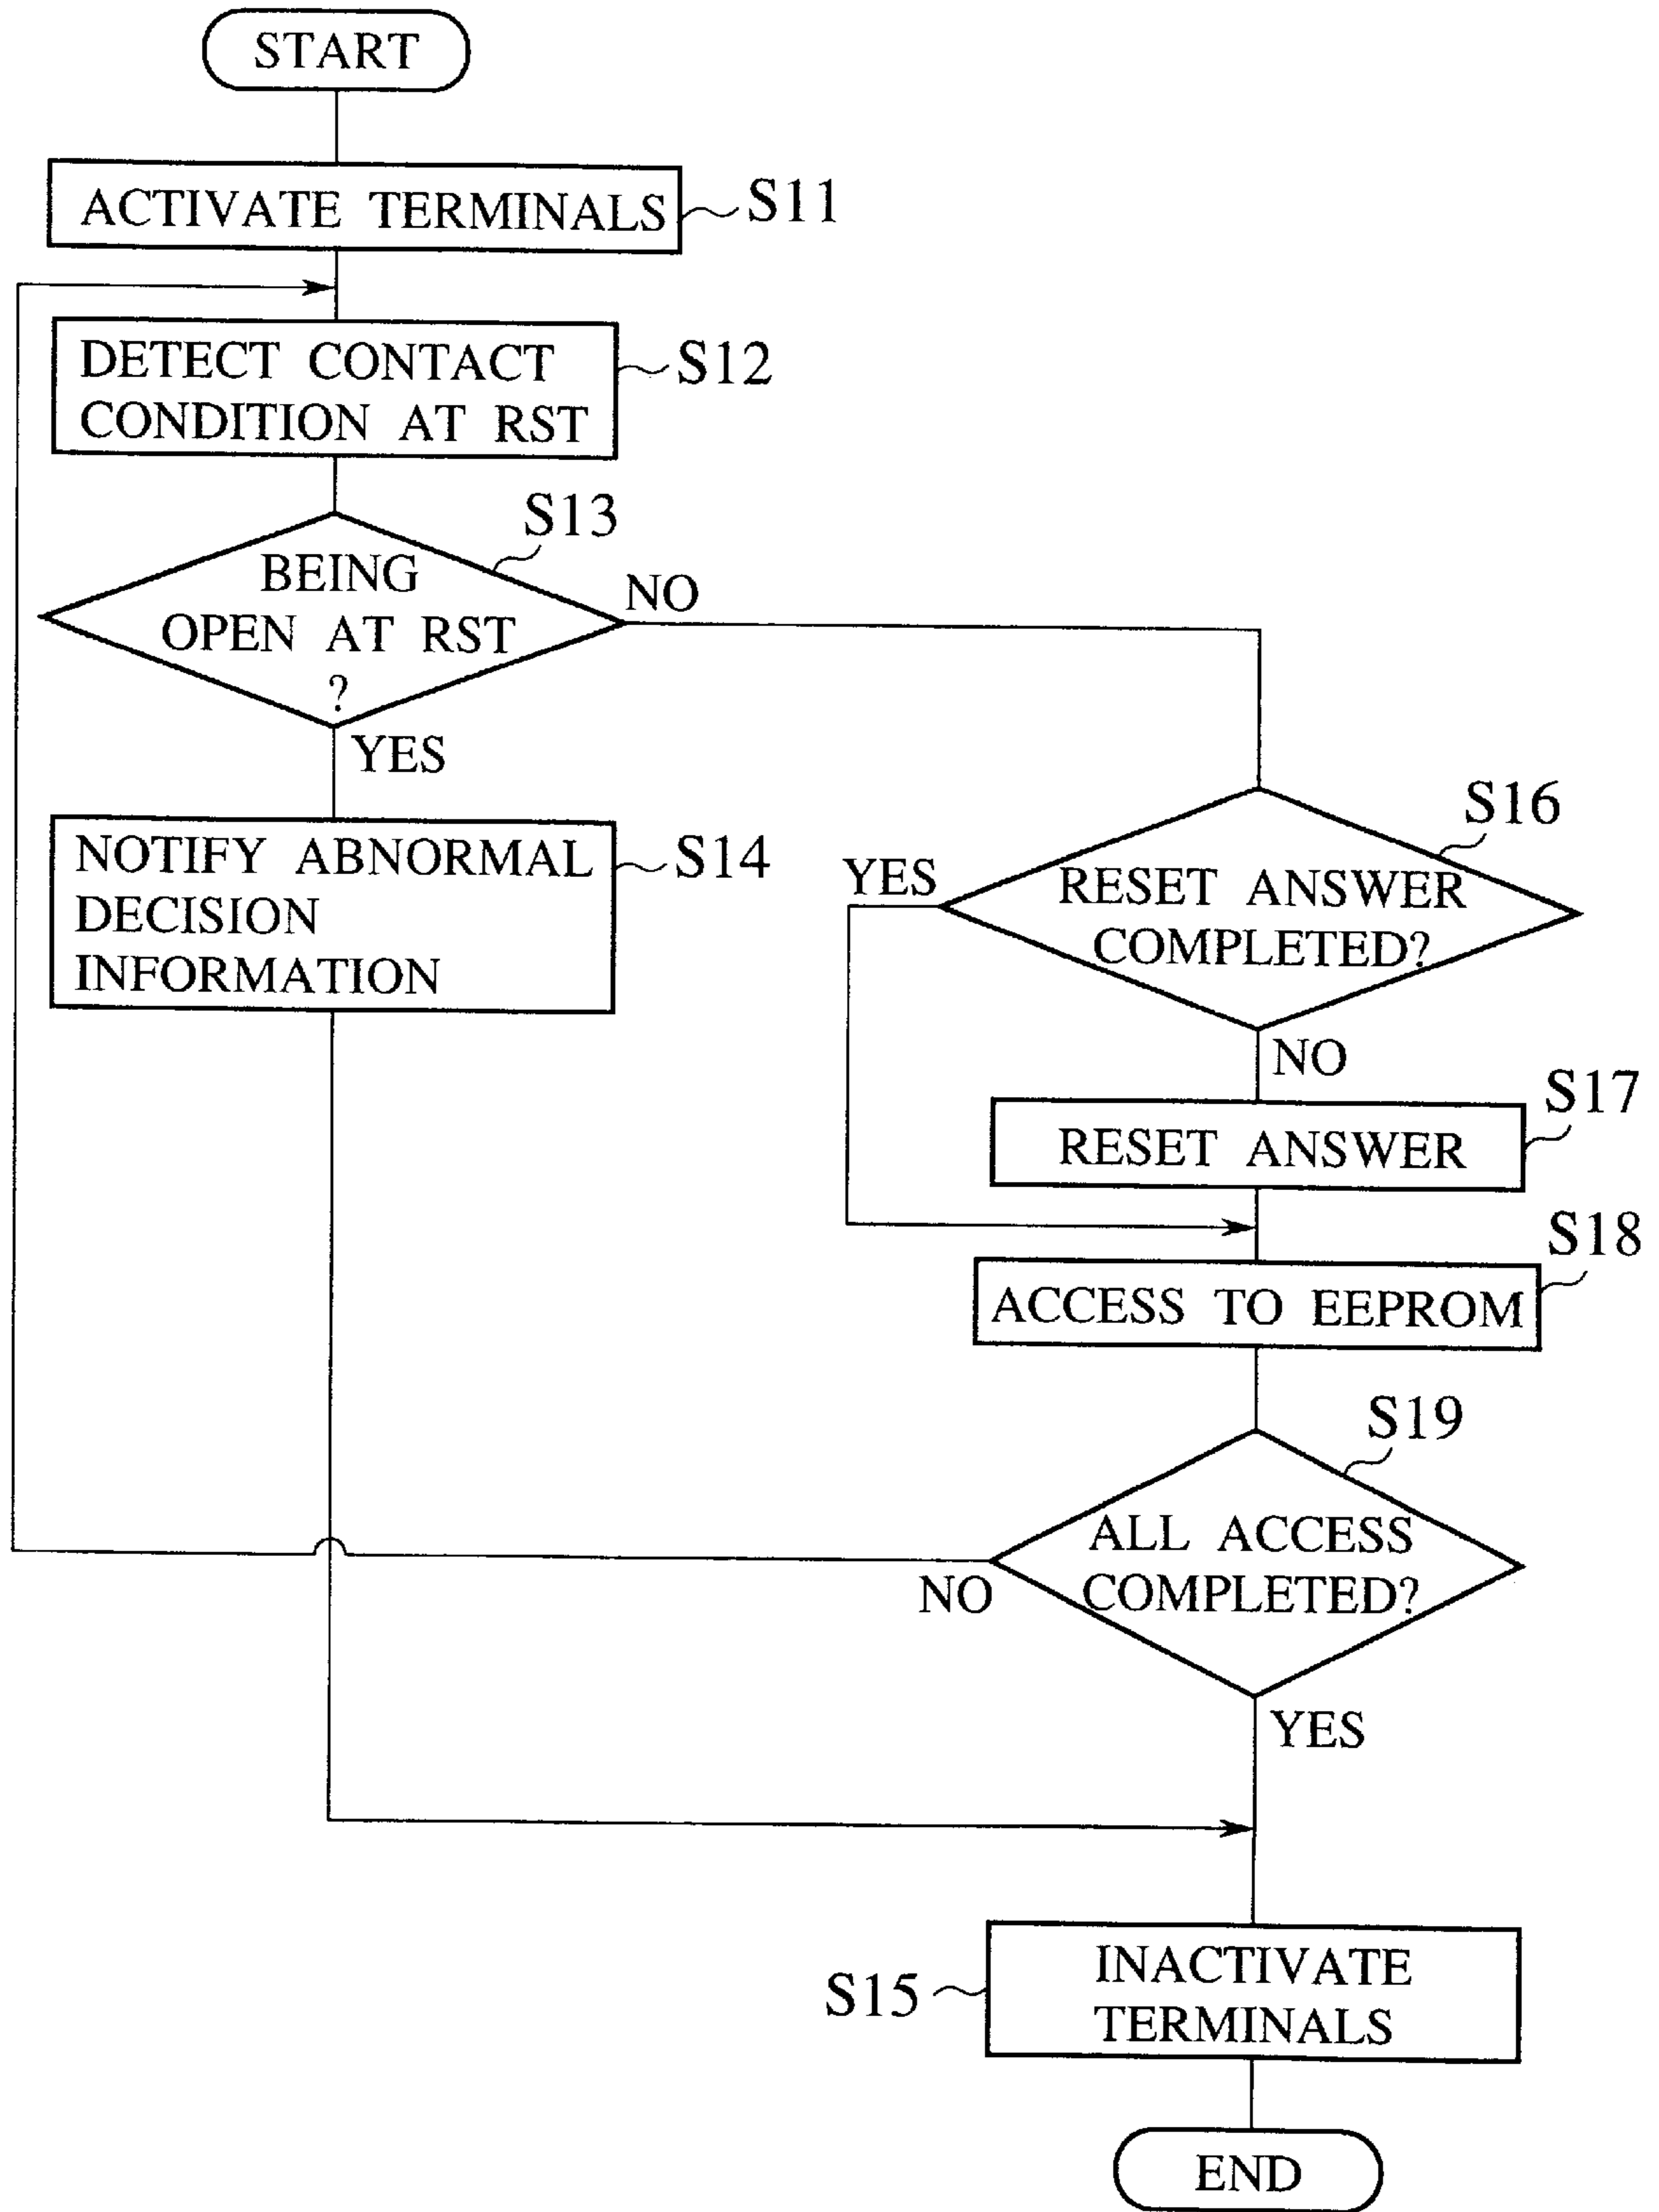 START
ACTIVATE TERMINALS
S11
DETECT CONTACT
CONDITION AT RST
S12
S13
BEING
OPEN AT RST
?
NO
YES
NOTIFY ABNORMAL
DECISION
INFORMATION
S14
S16
YES
RESET ANSWER
COMPLETED?
NO
S17
RESET ANSWER
S18
ACCESS TO EEPROM
S19
ALL ACCESS
COMPLETED?
NO
YES
S15
INACTIVATE
TERMINALS
END